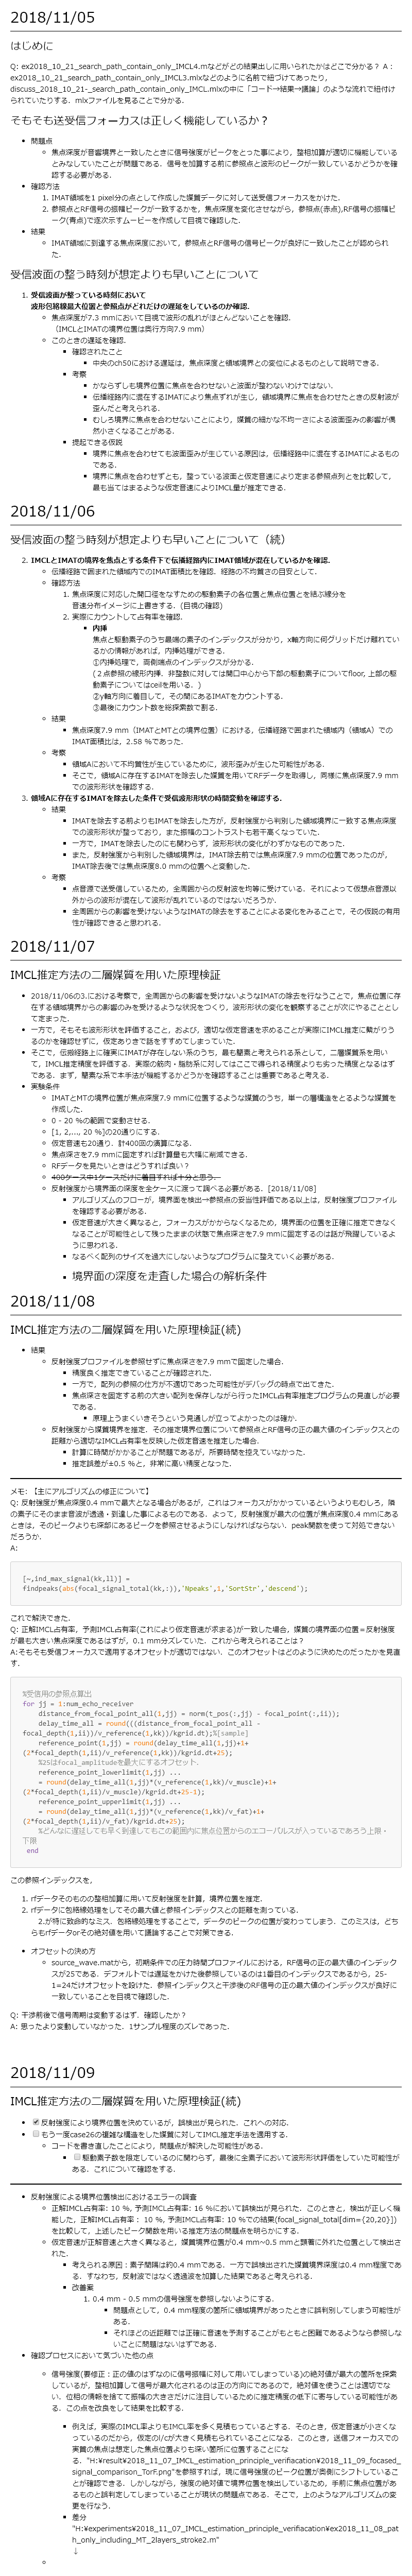 2018/11/05
はじめに
Q: ex2018_10_21_search_path_contain_only_IMCL4.mなどがどの結果出しに用いられたかはどこで分かる？ A：
ex2018_10_21_search_path_contain_only_IMCL3.mlxなどのように名前で紐づけてあったり，
discuss_2018_10_21-_search_path_contain_only_IMCL.mlxの中に「コード→結果→議論」のような流れで紐付け
られていたりする．mlxファイルを見ることで分かる．
そもそも送受信フォーカスは正しく機能しているか？
• 問題点
◦ 焦点深度が音響境界と一致したときに信号強度がピークをとった事により，整相加算が適切に機能していると
とみなしていたことが問題である．信号を加算する前に参照点と波形のピークが一致しているかどうかを確
認する必要がある．
• 確認方法
1. IMAT領域を1 pixel分の点として作成した媒質データに対して送受信フォーカスをかけた．
2. 参照点とRF信号の振幅ピークが一致するかを，焦点深度を変化させながら，参照点(赤点),RF信号の振幅ピ
ーク(青点)で逐次示すムービーを作成して目視で確認した．
• 結果
◦ IMAT領域に到達する焦点深度において，参照点とRF信号の信号ピークが良好に一致したことが認められ
た．
受信波面の整う時刻が想定よりも早いことについて
1. 受信波面が整っている時刻において
波形包絡線最大位置と参照点がどれだけの遅延をしているのか確認．
◦ 焦点深度が7.3 mmにおいて目視で波形の乱れがほとんどないことを確認．
（IMCLとIMATの境界位置は奥行方向7.9 mm）
◦ このときの遅延を確認．
▪ 確認されたこと
▪ 中央のch50における遅延は，焦点深度と領域境界との変位によるものとして説明できる．
▪ 考察
▪ かならずしも境界位置に焦点を合わせないと波面が整わないわけではない．
▪ 伝播経路内に混在するIMATにより焦点ずれが生じ，領域境界に焦点を合わせたときの反射波が
歪んだと考えられる．
▪ むしろ境界に焦点を合わせないことにより，媒質の細かな不均一さによる波面歪みの影響が偶
然小さくなることがある．
▪ 提起できる仮説
▪ 境界に焦点を合わせても波面歪みが生じている原因は，伝播経路中に混在するIMATによるもの
である．
▪ 境界に焦点を合わせずとも，整っている波面と仮定音速により定まる参照点列とを比較して，
最も当てはまるような仮定音速によりIMCL量が推定できる．
2018/11/06
受信波面の整う時刻が想定よりも早いことについて（続）
2. IMCLとIMATの境界を焦点とする条件下で伝播経路内にIMAT領域が混在しているかを確認．
◦ 伝播経路で囲まれた領域内でのIMAT面積比を確認．経路の不均質さの目安として．
◦ 確認方法
1. 焦点深度に対応した開口径をなすための駆動素子の各位置と焦点位置とを結ぶ線分を
音速分布イメージに上書きする．(目視の確認)
2. 実際にカウントして占有率を確認．
▪ 内挿
焦点と駆動素子のうち最端の素子のインデックスが分かり，x軸方向に何グリッドだけ離れてい
るかの情報があれば，内挿処理ができる．
①内挿処理で，両側端点のインデックスが分かる．
(２点参照の線形内挿．非整数に対しては開口中心から下部の駆動素子についてfloor, 上部の駆
動素子についてはceilを用いる．)
②y軸方向に着目して，その間にあるIMATをカウントする．
③最後にカウント数を総探索数で割る．
◦ 結果
▪ 焦点深度7.9 mm（IMATとMTとの境界位置）における，伝播経路で囲まれた領域内（領域A）での
IMAT面積比は，2.58 %であった．
◦ 考察
▪ 領域Aにおいて不均質性が生じているために，波形歪みが生じた可能性がある．
▪ そこで，領域Aに存在するIMATを除去した媒質を用いてRFデータを取得し，同様に焦点深度7.9 mm
での波形形状を確認する．
3. 領域Aに存在するIMATを除去した条件で受信波形形状の時間変動を確認する．
◦ 結果
▪ IMATを除去する前よりもIMATを除去した方が，反射強度から判別した領域境界に一致する焦点深度
での波形形状が整っており，また振幅のコントラストも若干高くなっていた．
▪ 一方で，IMATを除去したのにも関わらず，波形形状の変化がわずかなものであった．
▪ また，反射強度から判別した領域境界は，IMAT除去前では焦点深度7.9 mmの位置であったのが，
IMAT除去後では焦点深度8.0 mmの位置へと変動した．
◦ 考察
▪ 点音源で送受信しているため，全周囲からの反射波を均等に受けている．それによって仮想点音源以
外からの波形が混在して波形が乱れているのではないだろうか．
▪ 全周囲からの影響を受けないようなIMATの除去をすることによる変化をみることで，その仮説の有用
性が確認できると思われる．
2018/11/07
IMCL推定方法の二層媒質を用いた原理検証
• 2018/11/06の3.における考察で，全周囲からの影響を受けないようなIMATの除去を行なうことで，焦点位置に存
在する領域境界からの影響のみを受けるような状況をつくり，波形形状の変化を観察することが次にやることとし
て定まった．
• 一方で，そもそも波形形状を評価すること，および，適切な仮定音速を求めることが実際にIMCL推定に繋がりう
るのかを確認せずに，仮定ありきで話をすすめてしまっていた．
• そこで，伝搬経路上に確実にIMATが存在しない系のうち，最も簡素と考えられる系として，二層媒質系を用い
て，IMCL推定精度を評価する．実際の筋肉・脂肪系に対してはここで得られる精度よりも劣った精度となるはず
である．まず，簡素な系で本手法が機能するかどうかを確認することは重要であると考える．
• 実験条件
◦ IMATとMTの境界位置が焦点深度7.9 mmに位置するような媒質のうち，単一の層構造をとるような媒質を
作成した．
◦ 0 - 20 %の範囲で変動させる．
◦ [1, 2,..., 20 %]の20通りにする．
◦ 仮定音速も20通り．計400回の演算になる．
◦ 焦点深さを7.9 mmに固定すれば計算量も大幅に削減できる．
◦ RFデータを見たいときはどうすれば良い？
◦ 400ケース中1ケースだけに着目すれば十分と思う．
◦ 反射強度から境界面の深度を全ケースに渡って調べる必要がある．[2018/11/08]
▪ アルゴリズムのフローが，境界面を検出→参照点の妥当性評価である以上は，反射強度プロファイル
を確認する必要がある．
▪ 仮定音速が大きく異なると，フォーカスがかからなくなるため，境界面の位置を正確に推定できなく
なることが可能性として残ったままの状態で焦点深さを7.9 mmに固定するのは話が飛躍しているよ
うに思われる．
▪ なるべく配列のサイズを過大にしないようなプログラムに整えていく必要がある．
▪ 境界面の深度を走査した場合の解析条件
2018/11/08
IMCL推定方法の二層媒質を用いた原理検証(続)
• 結果
◦ 反射強度プロファイルを参照せずに焦点深さを7.9 mmで固定した場合．
▪ 精度良く推定できていることが確認された．
▪ 一方で，配列の参照の仕方が不適切であった可能性がデバッグの時点で出てきた．
▪ 焦点深さを固定する前の大きい配列を保存しながら行ったIMCL占有率推定プログラムの見直しが必要
である．
▪ 原理上うまくいきそうという見通しが立ってよかったのは確か．
◦ 反射強度から媒質境界を推定．その推定境界位置について参照点とRF信号の正の最大値のインデックスとの
距離から適切なIMCL占有率を反映した仮定音速を推定した場合．
▪ 計算に時間がかかることが問題であるが，所要時間を控えていなかった．
▪ 推定誤差が±0.5 %と，非常に高い精度となった．
メモ: 【主にアルゴリズムの修正について】
Q: 反射強度が焦点深度0.4 mmで最大となる場合があるが，これはフォーカスがかかっているというよりもむしろ，隣
の素子にそのまま音波が透過・到達した事によるものである．よって，反射強度が最大の位置が焦点深度0.4 mmにある
ときは，そのピークよりも深部にあるピークを参照させるようにしなければならない．peak関数を使って対処できない
だろうか．
A:
[~,ind_max_signal(kk,ll)] =
findpeaks(abs(focal_signal_total(kk,:)),'Npeaks',1,'SortStr','descend');
これで解決できた．
Q: 正解IMCL占有率，予測IMCL占有率(これにより仮定音速が求まる)が一致した場合，媒質の境界面の位置＝反射強度
が最も大きい焦点深度であるはずが，0.1 mm分ズレていた．これから考えられることは？
A:そもそも受信フォーカスで適用するオフセットが適切ではない．このオフセットはどのように決めたのだったかを見直
す．
%受信用の参照点算出
for jj = 1:num_echo_receiver
distance_from_focal_point_all(1,jj) = norm(t_pos(:,jj) - focal_point(:,ii));
delay_time_all = round(((distance_from_focal_point_all -
focal_depth(1,ii))/v_reference(1,kk))/kgrid.dt);%[sample]
reference_point(1,jj) = round(delay_time_all(1,jj)+1+
(2*focal_depth(1,ii)/v_reference(1,kk))/kgrid.dt+25);
%25はfocal_amplitudeを最大にするオフセット．
reference_point_lowerlimit(1,jj) ...
= round(delay_time_all(1,jj)*(v_reference(1,kk)/v_muscle)+1+
(2*focal_depth(1,ii)/v_muscle)/kgrid.dt+25-1);
reference_point_upperlimit(1,jj) ...
= round(delay_time_all(1,jj)*(v_reference(1,kk)/v_fat)+1+
(2*focal_depth(1,ii)/v_fat)/kgrid.dt+25);
%どんなに遅延しても早く到達してもこの範囲内に焦点位置からのエコーパルスが入っているであろう上限・
下限
end
この参照インデックスを，
1. rfデータそのものの整相加算に用いて反射強度を計算，境界位置を推定．
2. rfデータに包絡線処理をしてその最大値と参照インデックスとの距離を測っている．
2.が特に致命的なミス．包絡線処理をすることで，データのピークの位置が変わってしまう．このミスは，どち
らもrfデータorその絶対値を用いて議論することで対策できる．
• オフセットの決め方
◦ source_wave.matから，初期条件での圧力時間プロファイルにおける，RF信号の正の最大値のインデック
スが25である．デフォルトでは遅延をかけた後参照しているのは1番目のインデックスであるから，25-
1＝24だけオフセットを設けた．参照インデックスと干渉後のRF信号の正の最大値のインデックスが良好に
一致していることを目視で確認した．
Q: 干渉前後で信号周期は変動するはず．確認したか？
A: 思ったより変動していなかった．1サンプル程度のズレであった．
2018/11/09
IMCL推定方法の二層媒質を用いた原理検証(続)
• ☑反射強度により境界位置を決めているが，誤検出が見られた．これへの対応．
• ☐もう一度case26の複雑な構造をした媒質に対してIMCL推定手法を適用する．
◦ コードを書き直したことにより，問題点が解決した可能性がある．
▪ ☐駆動素子数を限定しているのに関わらず，最後に全素子において波形形状評価をしていた可能性が
ある．これについて確認をする．
• 反射強度による境界位置検出におけるエラーの調査
◦ 正解IMCL占有率: 10 %, 予測IMCL占有率: 16 %において誤検出が見られた．このときと，検出が正しく機
能した，正解IMCL占有率：10 %, 予測IMCL占有率: 10 %での結果(focal_signal_total[dim={20,20}])
を比較して，上述したピーク関数を用いる推定方法の問題点を明らかにする．
◦ 仮定音速が正解音速と大きく異なると，媒質境界位置が0.4 mm~0.5 mmと顕著に外れた位置として検出さ
れた．
▪ 考えられる原因：素子間隔は約0.4 mmである．一方で誤検出された媒質境界深度は0.4 mm程度であ
る．すなわち，反射波ではなく透過波を加算した結果であると考えられる．
▪ 改善案
1. 0.4 mm - 0.5 mmの信号強度を参照しないようにする．
▪ 問題点として，0.4 mm程度の箇所に領域境界があったときに誤判別してしまう可能性が
ある．
▪ それほどの近距離では正確に音速を予測することがもともと困難であるようなら参照しな
いことに問題はないはずである．
• 確認プロセスにおいて気づいた他の点
◦ 信号強度(要修正：正の値のはずなのに信号振幅に対して用いてしまっている)の絶対値が最大の箇所を探索
しているが，整相加算して信号が最大化されるのは正の方向にであるので，絶対値を使うことは適切でな
い．位相の情報を捨てて振幅の大きさだけに注目しているために推定精度の低下に寄与している可能性があ
る．この点を改良をして結果を比較する．
▪ 例えば，実際のIMCL率よりもIMCL率を多く見積もっているとする．そのとき，仮定音速が小さくな
っているのだから，仮定のl/cが大きく見積もられていることになる．このとき，送信フォーカスでの
実質の焦点は想定した焦点位置よりも深い箇所に位置することにな
る．"H:¥result¥2018_11_07_IMCL_estimation_principle_verifiacation¥2018_11_09_focased_
signal_comparison_TorF.png"を参照すれば，現に信号強度のピーク位置が両側にシフトしているこ
とが確認できる．しかしながら，強度の絶対値で境界位置を検出しているため，手前に焦点位置がある
ものと誤判定してしまっていることが現状の問題点である．そこで，上のようなアルゴリズムの変
更を行なう．
▪ 差分
"H:¥experiments¥2018_11_07_IMCL_estimation_principle_verifiacation¥ex2018_11_08_pat
h_only_including_MT_2layers_stroke2.m"
↓